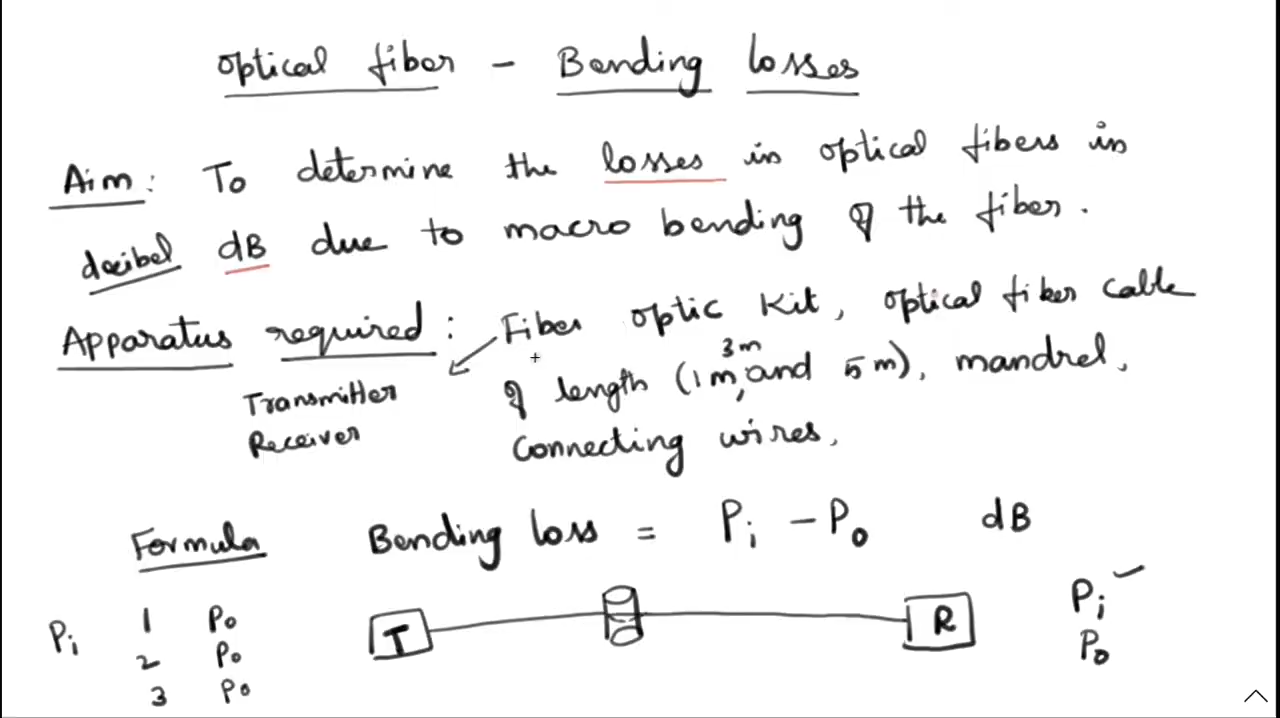 Optical fiber - Bending losses
Aim: To determine the losses in optical fibers in
decibel dB due to macro bending of the fiber.
Apparatus required: Fiber optic Kit, optical fiber cable
of length (1m, 3m and 5m), mandrel,
Connecting wires,
Transmitter
Receiver
Formula Bending loss = Pi - Po dB
Pi 1 Po
2 Po
3 Po
T R
Pi
Po